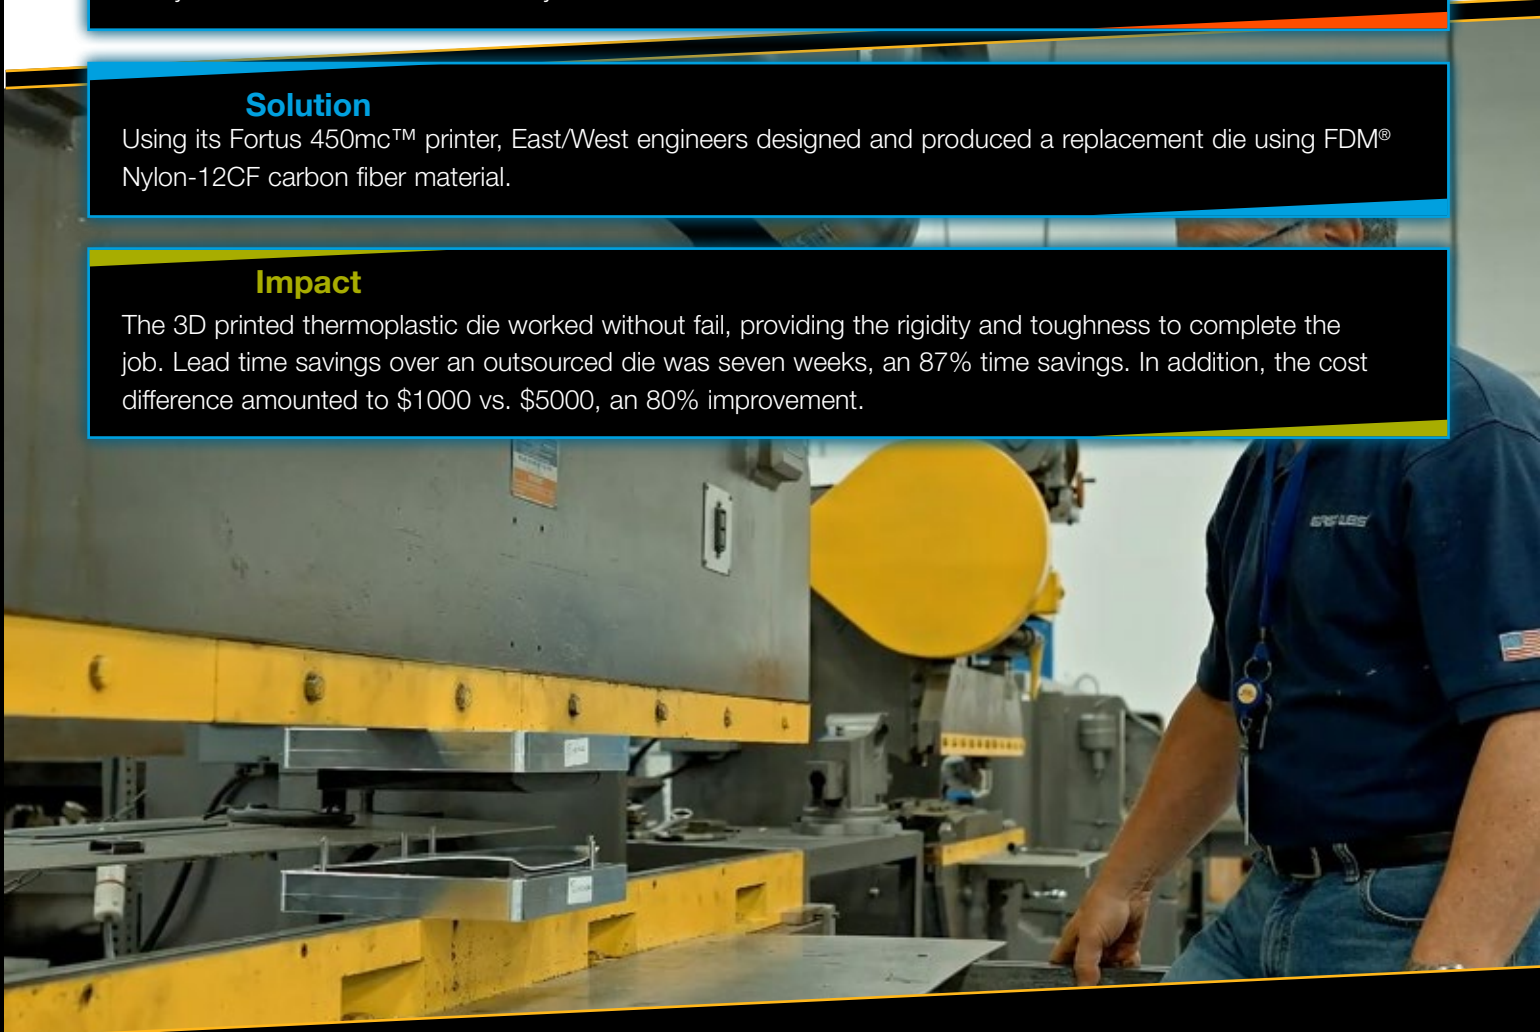 Solution
Using its Fortus 450mc™ printer, East/West engineers designed and produced a replacement die using FDM®
Nylon-12CF carbon fiber material.
Impact
The 3D printed thermoplastic die worked without fail, providing the rigidity and toughness to complete the
job. Lead time savings over an outsourced die was seven weeks, an 87% time savings. In addition, the cost
difference amounted to $1000 vs. $5000, an 80% improvement.